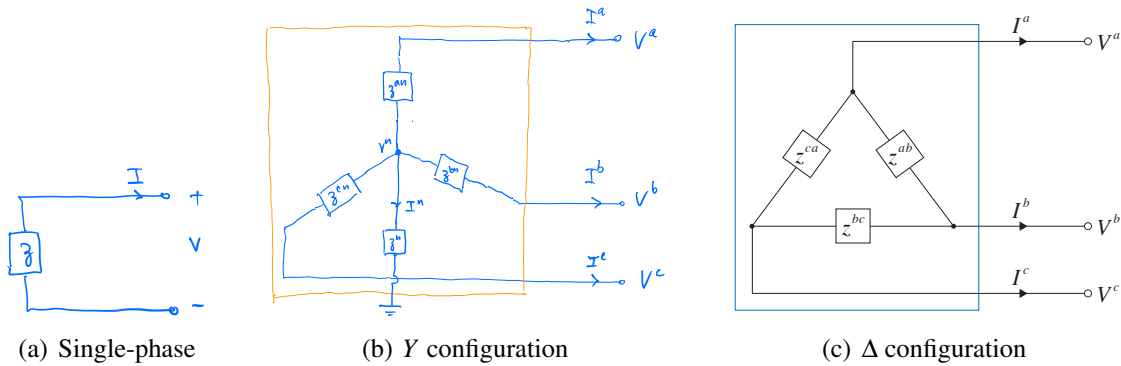 I
+
z
V
-
(a) Single-phase
I^a
V^a
z^{an}
V^n
z^{bn}
z^{cn}
I^b
V^b
I^n
z^n
I^c
V^c
(b) Y configuration
I^a
V^a
z^{ca}
z^{ab}
z^{bc}
I^b
V^b
I^c
V^c
(c) Δ configuration